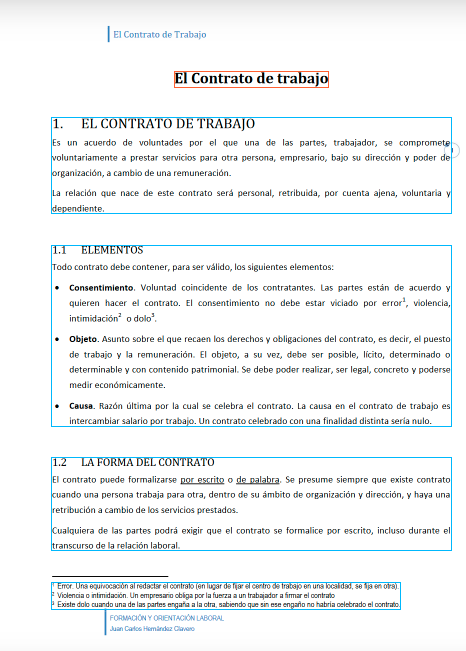 El Contrato de Trabajo
El Contrato de trabajo
1. EL CONTRATO DE TRABAJO
Es un acuerdo de voluntades por el que una de las partes, trabajador, se compromete
voluntariamente a prestar servicios para otra persona, empresario, bajo su dirección y poder de
organización, a cambio de una remuneración.
La relación que nace de este contrato será personal, retribuida, por cuenta ajena, voluntaria y
dependiente.
1.1 ELEMENTOS
Todo contrato debe contener, para ser válido, los siguientes elementos:
• Consentimiento. Voluntad coincidente de los contratantes. Las partes están de acuerdo y
quieren hacer el contrato. El consentimiento no debe estar viciado por error¹, violencia,
intimidación² o dolo³.
• Objeto. Asunto sobre el que recaen los derechos y obligaciones del contrato, es decir, el puesto
de trabajo y la remuneración. El objeto, a su vez, debe ser posible, lícito, determinado o
determinable y con contenido patrimonial. Se debe poder realizar, ser legal, concreto y poderse
medir económicamente.
• Causa. Razón última por la cual se celebra el contrato. La causa en el contrato de trabajo es
intercambiar salario por trabajo. Un contrato celebrado con una finalidad distinta sería nulo.
1.2 LA FORMA DEL CONTRATO
El contrato puede formalizarse por escrito o de palabra. Se presume siempre que existe contrato
cuando una persona trabaja para otra, dentro de su ámbito de organización y dirección, y haya una
retribución a cambio de los servicios prestados.
Cualquiera de las partes podrá exigir que el contrato se formalice por escrito, incluso durante el
transcurso de la relación laboral.
¹ Error. Una equivocación al redactar el contrato (en lugar de fijar el centro de trabajo en una localidad, se fija en otra).
² Violencia o intimidación. Un empresario obliga por la fuerza a un trabajador a firmar el contrato
³ Existe dolo cuando una de las partes engaña a la otra, sabiendo que sin ese engaño no habría celebrado el contrato.
FORMACIÓN Y ORIENTACIÓN LABORAL
Juan Carlos Hernández Clavero